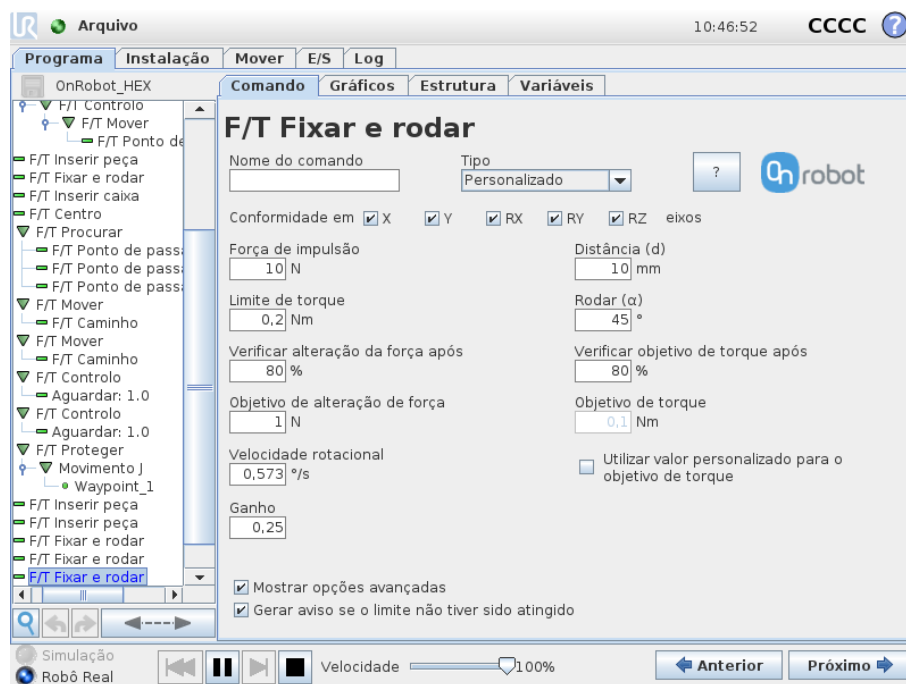 Arquivo
10:46:52
CCCC
?
Programa Instalação Mover E/S Log
OnRobot_HEX
Comando Gráficos Estrutura Variáveis
F/T Controlo
F/T Mover
F/T Ponto de
F/T Inserir peça
F/T Fixar e rodar
F/T Inserir caixa
F/T Centro
F/T Procurar
F/T Ponto de passa
F/T Ponto de passa
F/T Ponto de passa
F/T Mover
F/T Caminho
F/T Mover
F/T Caminho
F/T Controlo
Aguardar: 1.0
F/T Controlo
Aguardar: 1.0
F/T Proteger
Movimento J
Waypoint_1
F/T Inserir peça
F/T Inserir peça
F/T Fixar e rodar
F/T Fixar e rodar
F/T Fixar e rodar
F/T Fixar e rodar
Nome do comando Tipo
Personalizado
?
On robot
Conformidade em X Y RX RY RZ eixos
Força de impulsão Distância (d)
10 N 10 mm
Limite de torque Rodar (α)
0,2 Nm 45 °
Verificar alteração da força após Verificar objetivo de torque após
80 % 80 %
Objetivo de alteração de força Objetivo de torque
1 N 0,1 Nm
Velocidade rotacional
0,573 °/s
Utilizar valor personalizado para o
objetivo de torque
Ganho
0,25
Mostrar opções avançadas
Gerar aviso se o limite não tiver sido atingido
Simulação
Robô Real
Velocidade 100%
Anterior Próximo